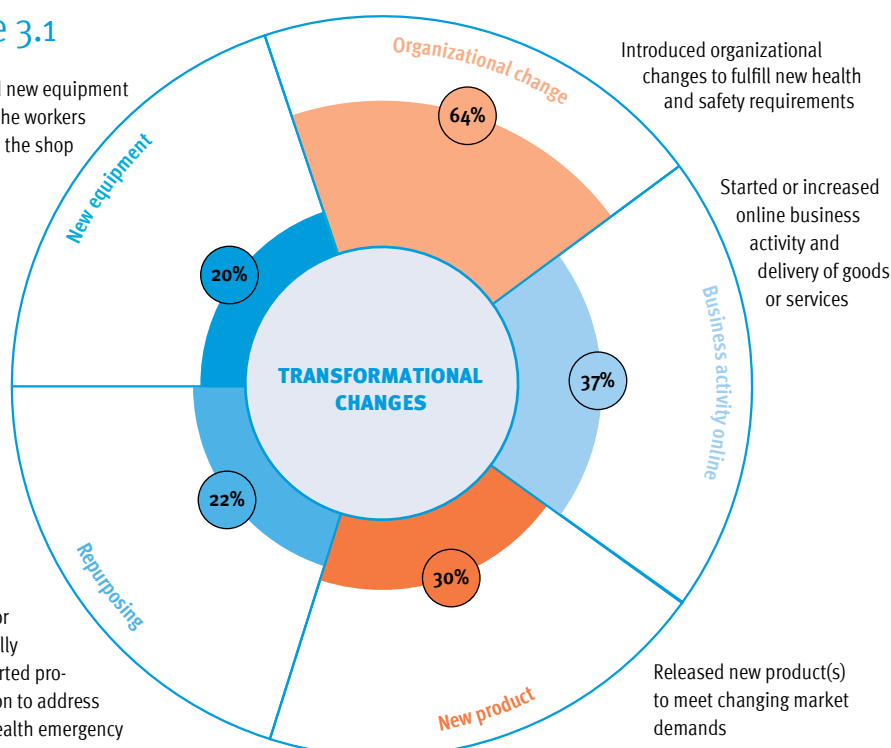 3.1
new equipment
he workers
the shop
New equipment
20%
Organizational change
64%
Introduced organizational
changes to fulfill new health
and safety requirements
Started or increased
online business
activity and
delivery of goods
or services
Business activity online
37%
TRANSFORMATIONAL
CHANGES
22%
Repurposing
30%
New product
Released new product(s)
to meet changing market
demands
or
lly
rted pro-
on to address
ealth emergency